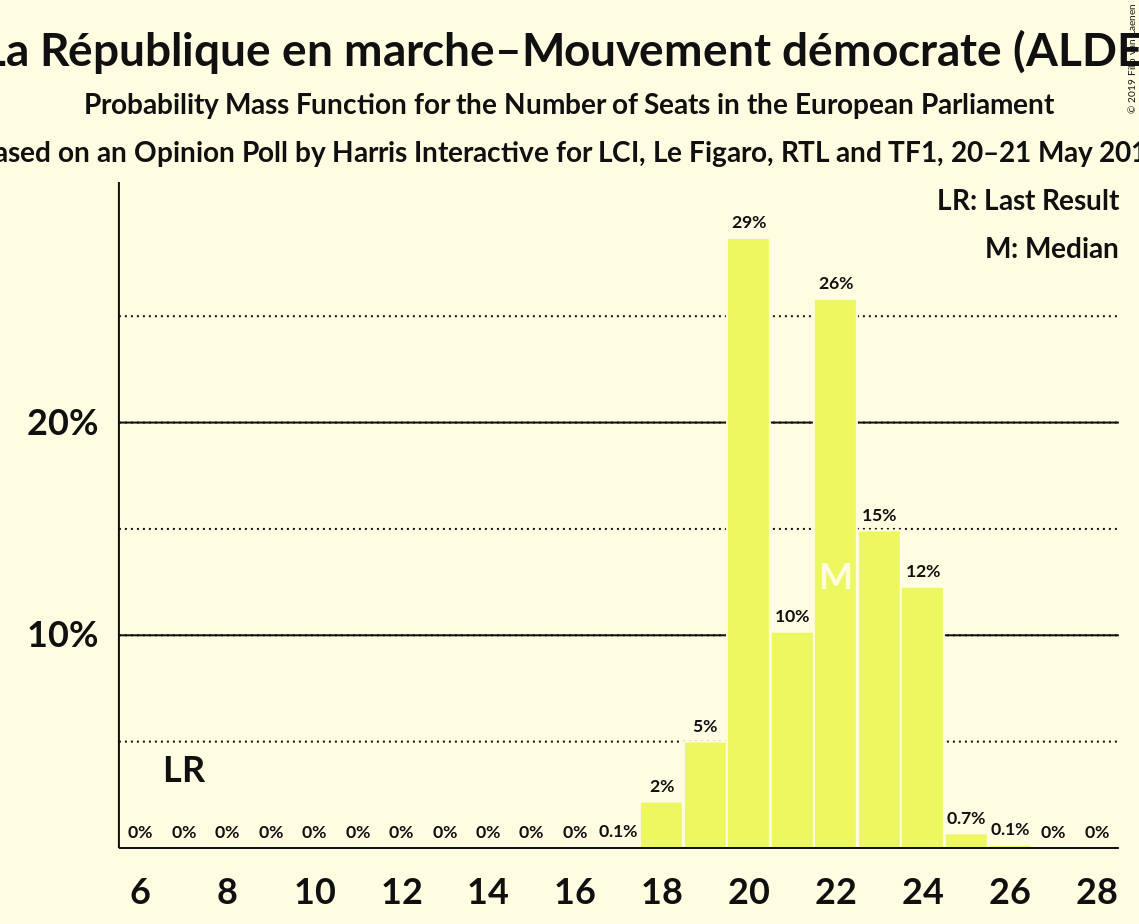 La République en marche–Mouvement démocrate (ALDE
Probability Mass Function for the Number of Seats in the European Parliament
ased on an Opinion Poll by Harris Interactive for LCI, Le Figaro, RTL and TF1, 20–21 May 201
© 2019
LR: Last Result
M: Median
29%
26%
20%
15%
M
12%
10%
10%
5%
LR
2%
0% 0% 0% 0% 0% 0% 0% 0% 0% 0% 0% 0.1% 0.7% 0.1% 0% 0%
6 8 10 12 14 16 18 20 22 24 26 28